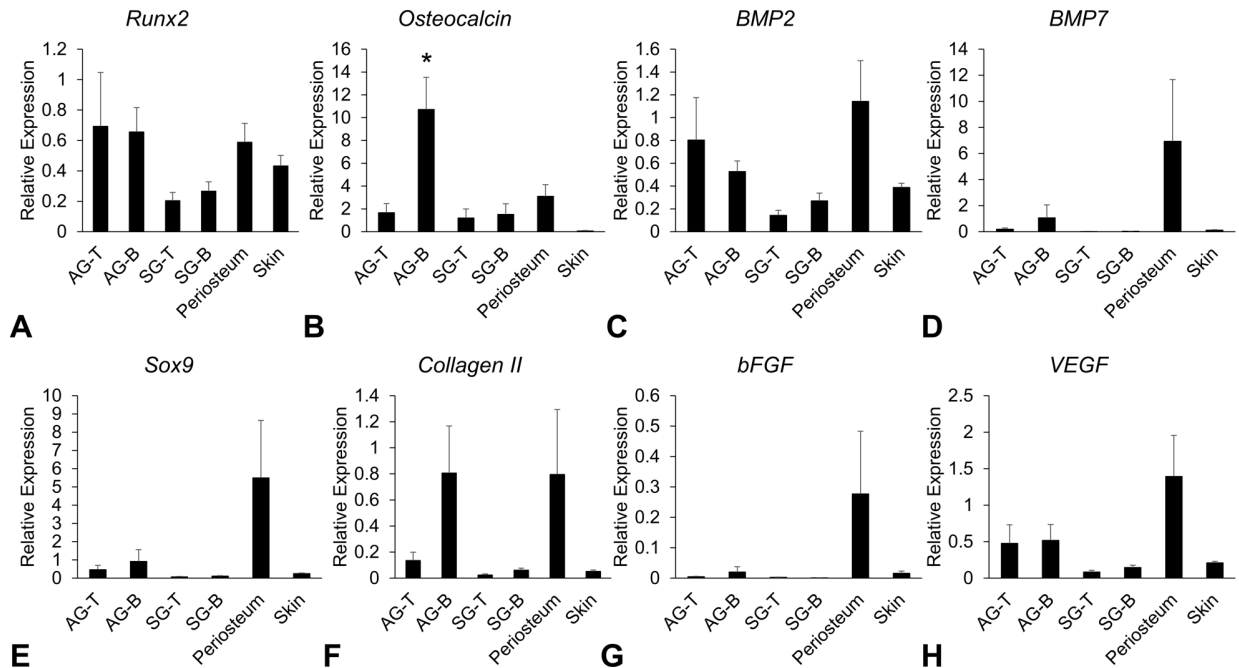 Runx2
Relative Expression
1.2
1
0.8
0.6
0.4
0.2
0
AG-T
AG-B
SG-T
SG-B
Periosteum
Skin
A
Osteocalcin
Relative Expression
16
14
12
10
8
6
4
2
0
*
AG-T
AG-B
SG-T
SG-B
Periosteum
Skin
B
BMP2
Relative Expression
1.6
1.4
1.2
1
0.8
0.6
0.4
0.2
0
AG-T
AG-B
SG-T
SG-B
Periosteum
Skin
C
BMP7
Relative Expression
14
12
10
8
6
4
2
0
AG-T
AG-B
SG-T
SG-B
Periosteum
Skin
D
Sox9
Relative Expression
10
9
8
7
6
5
4
3
2
1
0
AG-T
AG-B
SG-T
SG-B
Periosteum
Skin
E
Collagen II
Relative Expression
1.4
1.2
1
0.8
0.6
0.4
0.2
0
AG-T
AG-B
SG-T
SG-B
Periosteum
Skin
F
bFGF
Relative Expression
0.6
0.5
0.4
0.3
0.2
0.1
0
AG-T
AG-B
SG-T
SG-B
Periosteum
Skin
G
VEGF
Relative Expression
2.5
2
1.5
1
0.5
0
AG-T
AG-B
SG-T
SG-B
Periosteum
Skin
H